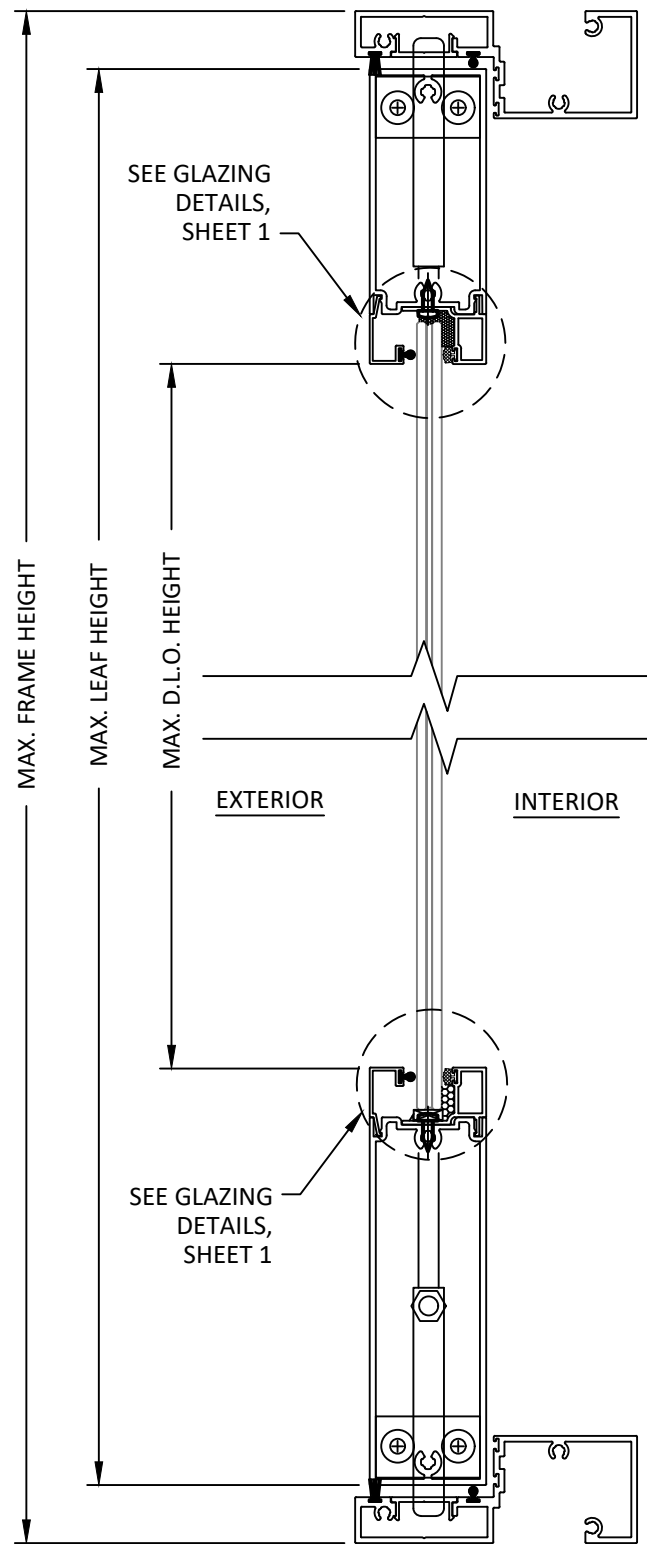 SEE GLAZING
DETAILS,
SHEET 1
MAX. FRAME HEIGHT
MAX. LEAF HEIGHT
MAX. D.L.O. HEIGHT
EXTERIOR
INTERIOR
SEE GLAZING
DETAILS,
SHEET 1